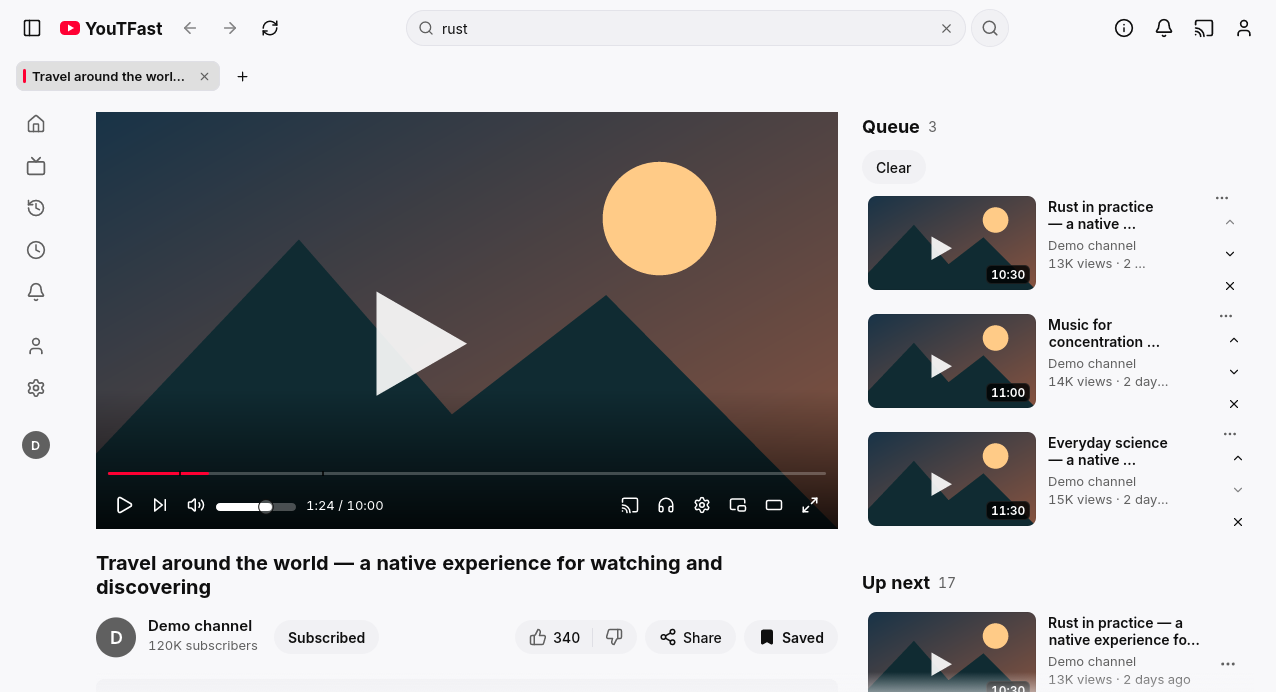 YouTFast
rust
Travel around the worl...
Queue 3
Clear
Rust in practice
— a native ...
Demo channel
13K views · 2 ...
10:30
Music for
concentration ...
Demo channel
14K views · 2 day...
11:00
Everyday science
— a native ...
Demo channel
15K views · 2 day...
11:30
D
1:24 / 10:00
Travel around the world — a native experience for watching and
discovering
D
Demo channel
120K subscribers
Subscribed
340
Share
Saved
Up next 17
Rust in practice — a
native experience fo...
Demo channel
13K views · 2 days ago
10:30